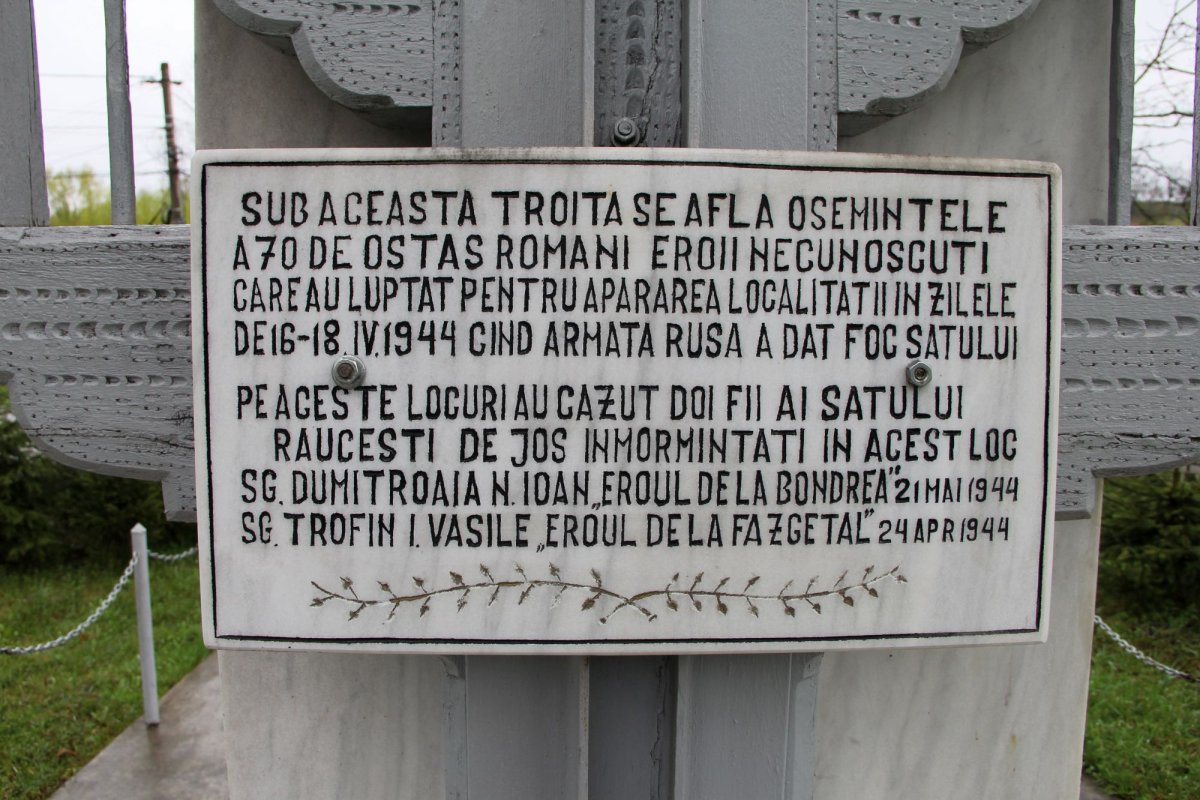 SUB ACEASTA TROITA SE AFLA OSEMINTELE
A 70 DE OSTAS ROMANI EROII NECUNOSCUTI
CARE AU LUPTAT PENTRU APARAREA LOCALITATII IN ZILELE
DE 16-18.IV.1944 CIND ARMATA RUSA A DAT FOC SATULUI
PE ACESTE LOCURI AU CAZUT DOI FII AI SATULUI
RAUCESTI DE JOS INMORMINTATI IN ACEST LOC
SG. DUMITROAIA N. IOAN „EROUL DE LA BONDREA" 21 MAI 1944
SG. TROFIN I. VASILE „EROUL DE LA FAZGETAL" 24 APR 1944